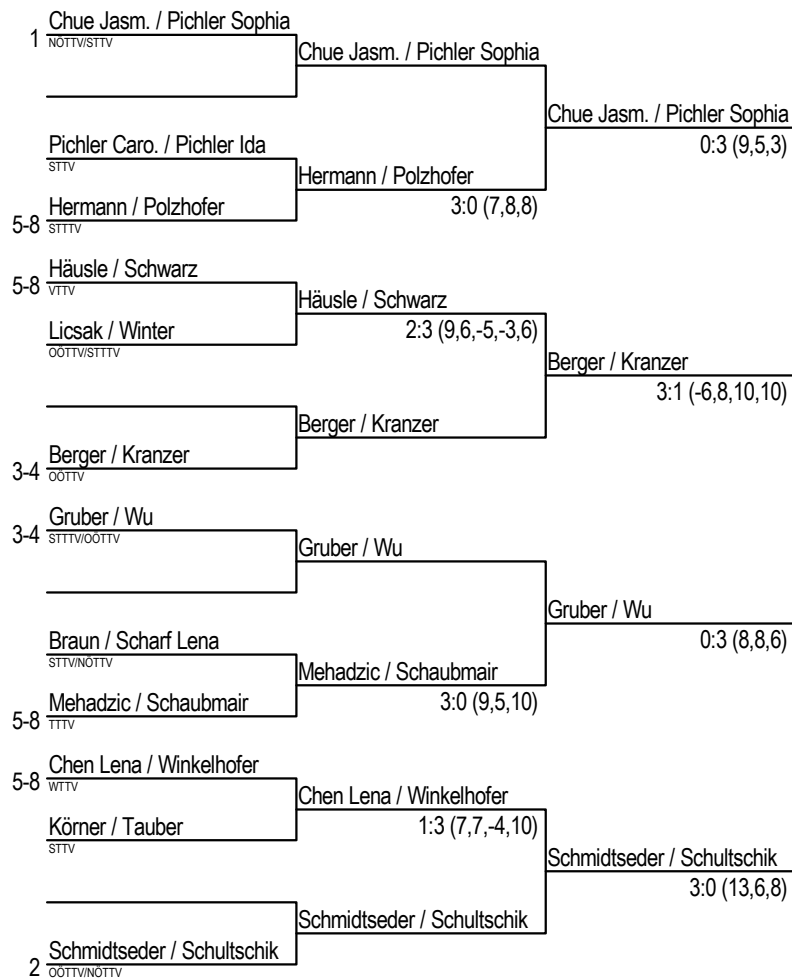 Chue Jasm. / Pichler Sophia
1
NÖTTV/STTV
Chue Jasm. / Pichler Sophia
Chue Jasm. / Pichler Sophia
0:3 (9,5,3)
Pichler Caro. / Pichler Ida
STTV
Hermann / Polzhofer
3:0 (7,8,8)
Hermann / Polzhofer
5-8
STTTV
Häusle / Schwarz
5-8
VTTV
Häusle / Schwarz
2:3 (9,6,-5,-3,6)
Licsak / Winter
OÖTTV/STTTV
Berger / Kranzer
3:1 (-6,8,10,10)
Berger / Kranzer
Berger / Kranzer
3-4
OÖTTV
Gruber / Wu
3-4
STTTV/OÖTTV
Gruber / Wu
Gruber / Wu
0:3 (8,8,6)
Braun / Scharf Lena
STTV/NÖTTV
Mehadzic / Schaubmair
3:0 (9,5,10)
Mehadzic / Schaubmair
5-8
TTTV
Chen Lena / Winkelhofer
5-8
WTTV
Chen Lena / Winkelhofer
1:3 (7,7,-4,10)
Körner / Tauber
STTV
Schmidtseder / Schultschik
3:0 (13,6,8)
Schmidtseder / Schultschik
Schmidtseder / Schultschik
2
OÖTTV/NÖTTV